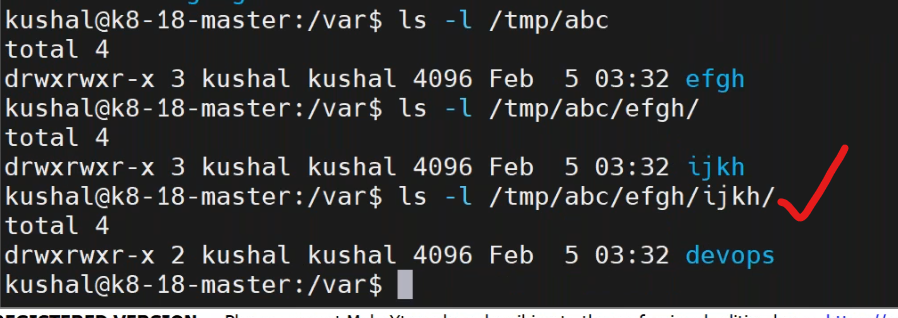 kushal@k8-18-master:/var$ ls -l /tmp/abc
total 4
drwxrwxr-x 3 kushal kushal 4096 Feb  5 03:32 efgh
kushal@k8-18-master:/var$ ls -l /tmp/abc/efgh/
total 4
drwxrwxr-x 3 kushal kushal 4096 Feb  5 03:32 ijkh
kushal@k8-18-master:/var$ ls -l /tmp/abc/efgh/ijkh/
total 4
drwxrwxr-x 2 kushal kushal 4096 Feb  5 03:32 devops
kushal@k8-18-master:/var$